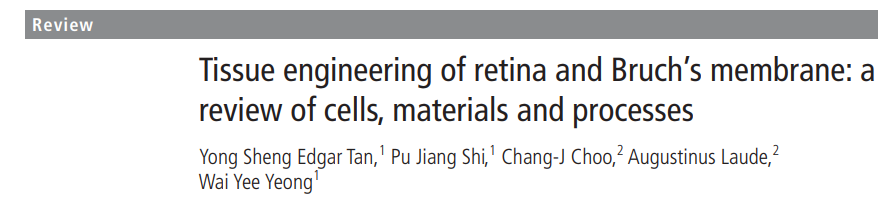 Review
Tissue engineering of retina and Bruch’s membrane: a
review of cells, materials and processes
Yong Sheng Edgar Tan,¹ Pu Jiang Shi,¹ Chang-J Choo,² Augustinus Laude,²
Wai Yee Yeong¹